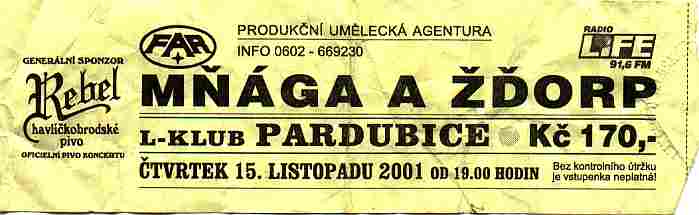 GENERÁLNÍ SPONZOR
Rebel
havlíčkobrodské
pivo
OFICIELNÍ PIVO KONCERTU
FAR
PRODUKČNÍ UMĚLECKÁ AGENTURA
INFO 0602 - 669230
RADIO
LIFE
91,6 FM
MŇÁGA A ŽĎORP
L-KLUB PARDUBICE • Kč 170,-
ČTVRTEK 15. LISTOPADU 2001 OD 19.00 HODIN
Bez kontrolního útržku
je vstupenka neplatná!